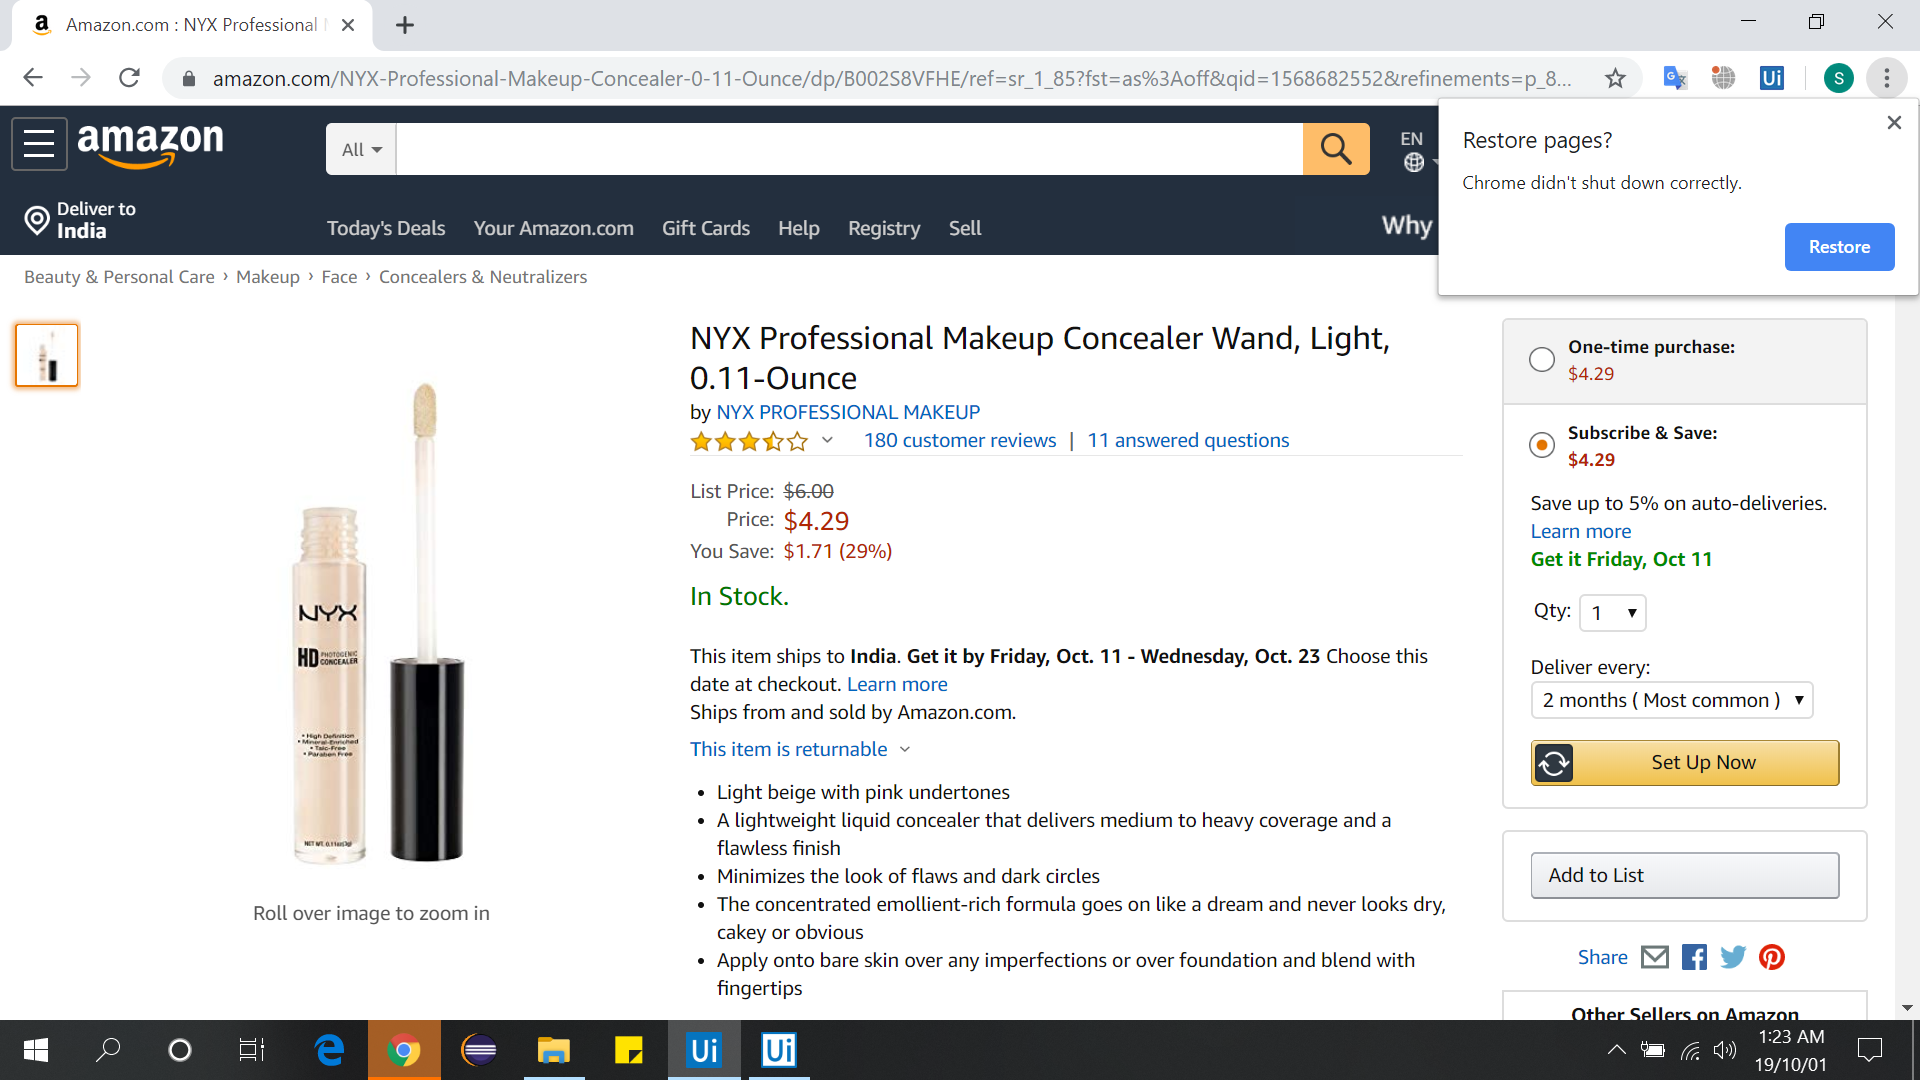 Amazon.com : NYX Professional
amazon.com/NYX-Professional-Makeup-Concealer-0-11-Ounce/dp/B002S8VFHE/ref=sr_1_85?fst=as%3Aoff&qid=1568682552&refinements=p_8...
S
Restore pages?
Chrome didn't shut down correctly.
Restore
amazon
All
EN
Deliver to
India
Today's Deals
Your Amazon.com
Gift Cards
Help
Registry
Sell
Why
Beauty & Personal Care › Makeup › Face › Concealers & Neutralizers
NYX
HD PHOTOGENIC CONCEALER
• High Definition
• Mineral-Enriched
• Talc-Free
• Paraben Free
Roll over image to zoom in
NYX Professional Makeup Concealer Wand, Light,
0.11-Ounce
by NYX PROFESSIONAL MAKEUP
180 customer reviews | 11 answered questions
List Price: $6.00
Price: $4.29
You Save: $1.71 (29%)
In Stock.
This item ships to India. Get it by Friday, Oct. 11 - Wednesday, Oct. 23 Choose this
date at checkout. Learn more
Ships from and sold by Amazon.com.
This item is returnable
• Light beige with pink undertones
• A lightweight liquid concealer that delivers medium to heavy coverage and a
flawless finish
• Minimizes the look of flaws and dark circles
• The concentrated emollient-rich formula goes on like a dream and never looks dry,
cakey or obvious
• Apply onto bare skin over any imperfections or over foundation and blend with
fingertips
One-time purchase:
$4.29
Subscribe & Save:
$4.29
Save up to 5% on auto-deliveries.
Learn more
Get it Friday, Oct 11
Qty: 1
Deliver every:
2 months ( Most common )
Set Up Now
Add to List
Share
Other Sellers on Amazon
Ui
Ui
Ui
1:23 AM
19/10/01